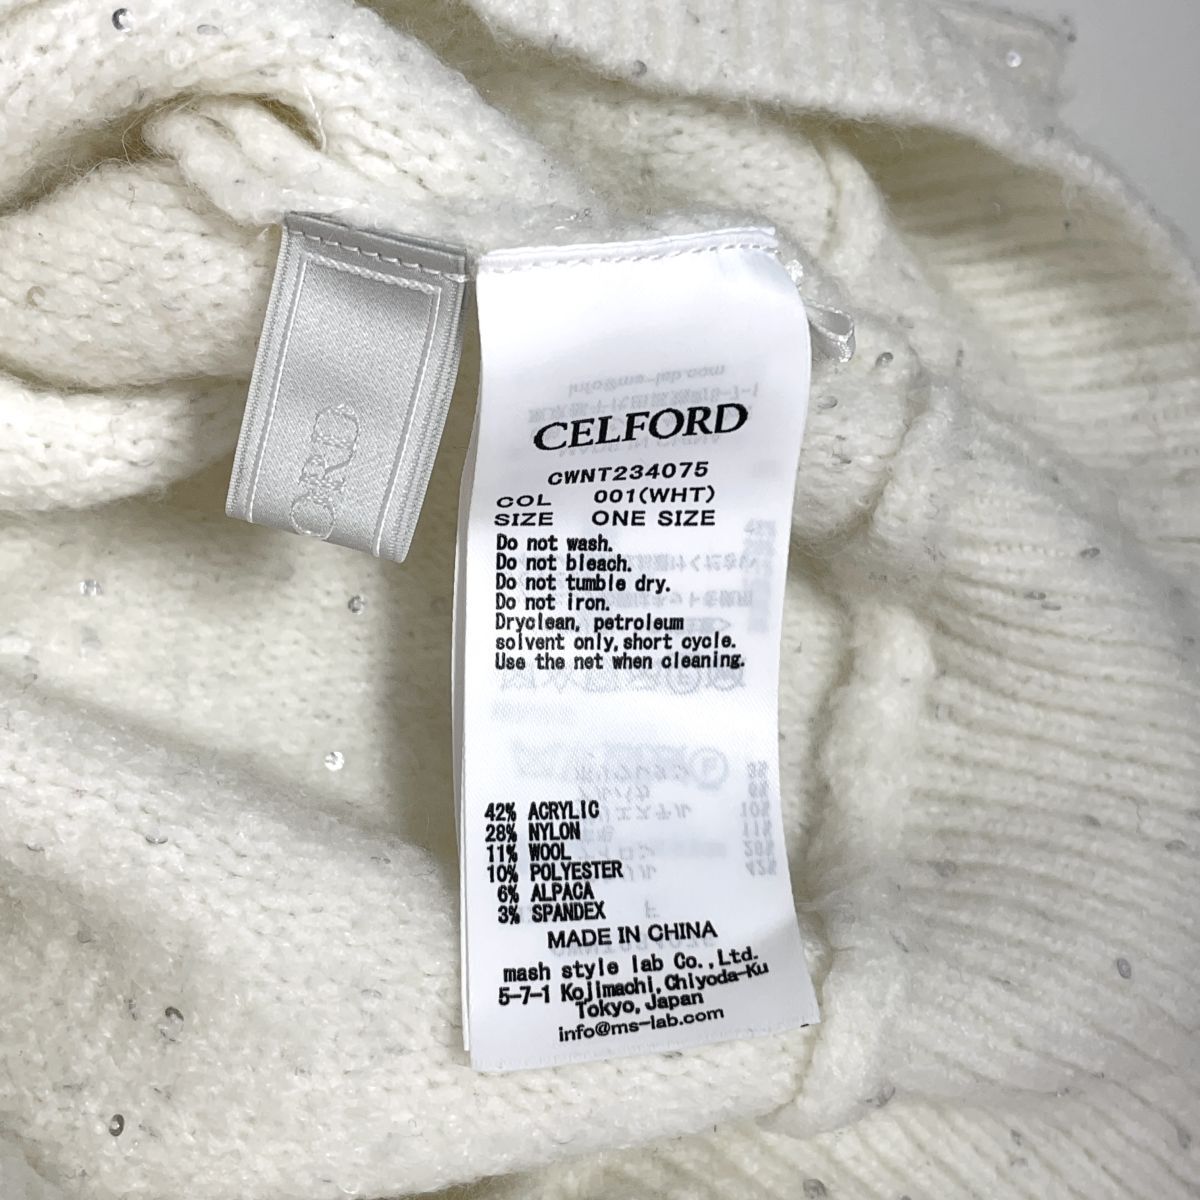 CELFORD
CWNT234075
COL 001(WHT)
SIZE ONE SIZE
Do not wash.
Do not bleach.
Do not tumble dry.
Do not iron.
Dryclean, petroleum
solvent only, short cycle.
Use the net when cleaning.
42% ACRYLIC
28% NYLON
11% WOOL
10% POLYESTER
6% ALPACA
3% SPANDEX
MADE IN CHINA
mash style lab Co.,Ltd.
5-7-1 Kojimachi, Chiyoda-Ku
Tokyo, Japan
info@ms-lab.com
ORD